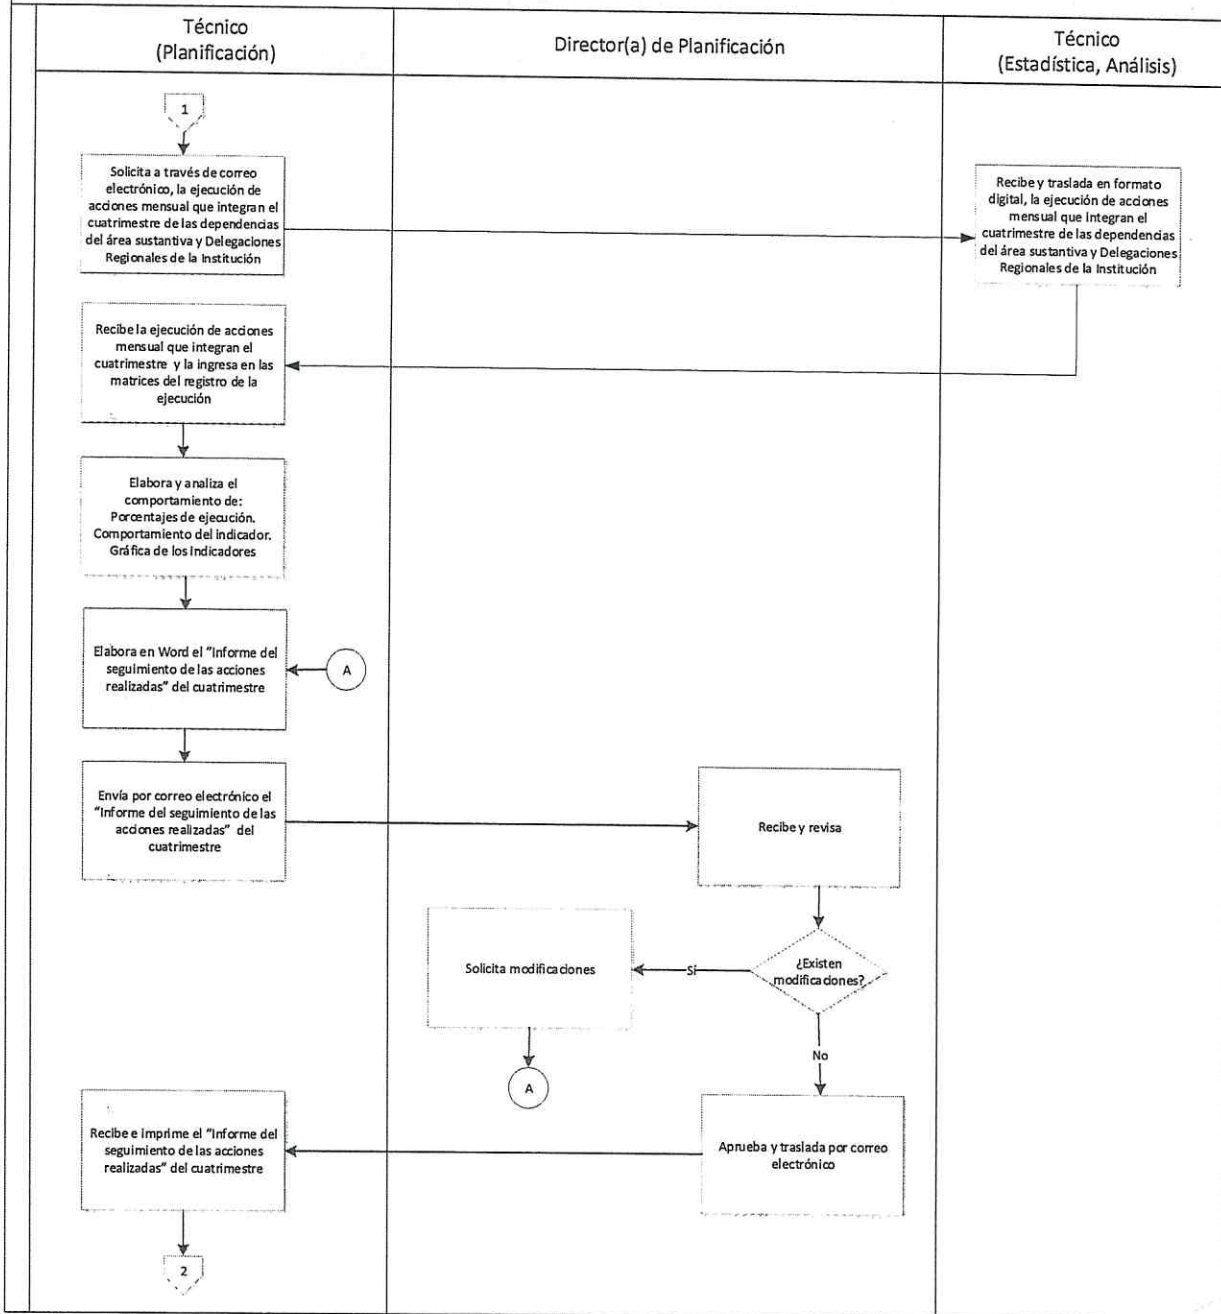 Técnico
(Planificación)
Director(a) de Planificación
Técnico
(Estadística, Análisis)
1
Solicita a través de correo
electrónico, la ejecución de
acciones mensual que integran el
cuatrimestre de las dependencias
del área sustantiva y Delegaciones
Regionales de la Institución
Recibe y traslada en formato
digital, la ejecución de acciones
mensual que integran el
cuatrimestre de las dependencias
del área sustantiva y Delegaciones
Regionales de la Institución
Recibe la ejecución de acciones
mensual que integran el
cuatrimestre y la ingresa en las
matrices del registro de la
ejecución
Elabora y analiza el
comportamiento de:
Porcentajes de ejecución.
Comportamiento del indicador.
Gráfica de los Indicadores
Elabora en Word el “Informe del
seguimiento de las acciones
realizadas” del cuatrimestre
A
Envía por correo electrónico el
“Informe del seguimiento de las
acciones realizadas” del
cuatrimestre
Recibe y revisa
¿Existen
modificaciones?
Sí
Solicita modificaciones
A
No
Aprueba y traslada por correo
electrónico
Recibe e imprime el “Informe del
seguimiento de las acciones
realizadas” del cuatrimestre
2